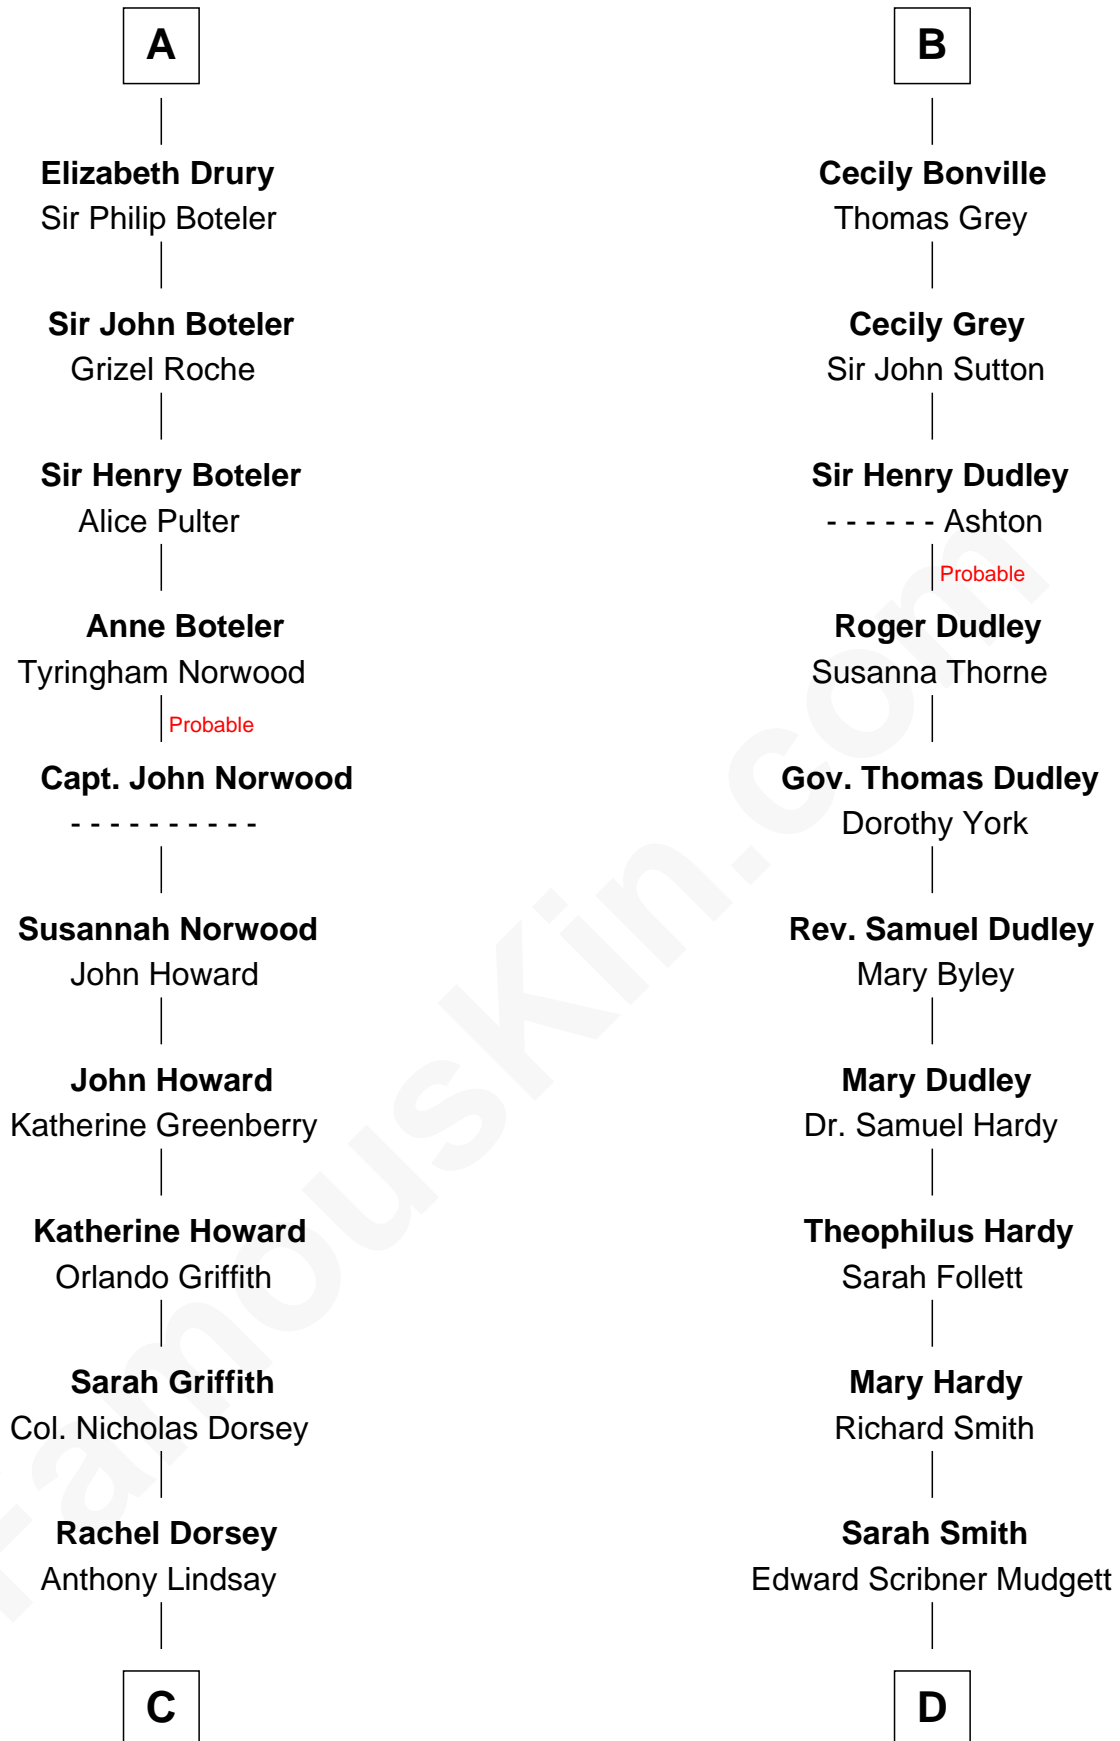 A
Elizabeth Drury
Sir Philip Boteler
Sir John Boteler
Grizel Roche
Sir Henry Boteler
Alice Pulter
Anne Boteler
Tyringham Norwood
Probable
Capt. John Norwood
- - - - - - - - - -
Susannah Norwood
John Howard
John Howard
Katherine Greenberry
Katherine Howard
Orlando Griffith
Sarah Griffith
Col. Nicholas Dorsey
Rachel Dorsey
Anthony Lindsay
C
B
Cecily Bonville
Thomas Grey
Cecily Grey
Sir John Sutton
Sir Henry Dudley
- - - - - - Ashton
Probable
Roger Dudley
Susanna Thorne
Gov. Thomas Dudley
Dorothy York
Rev. Samuel Dudley
Mary Byley
Mary Dudley
Dr. Samuel Hardy
Theophilus Hardy
Sarah Follett
Mary Hardy
Richard Smith
Sarah Smith
Edward Scribner Mudgett
D
FamousKin.com